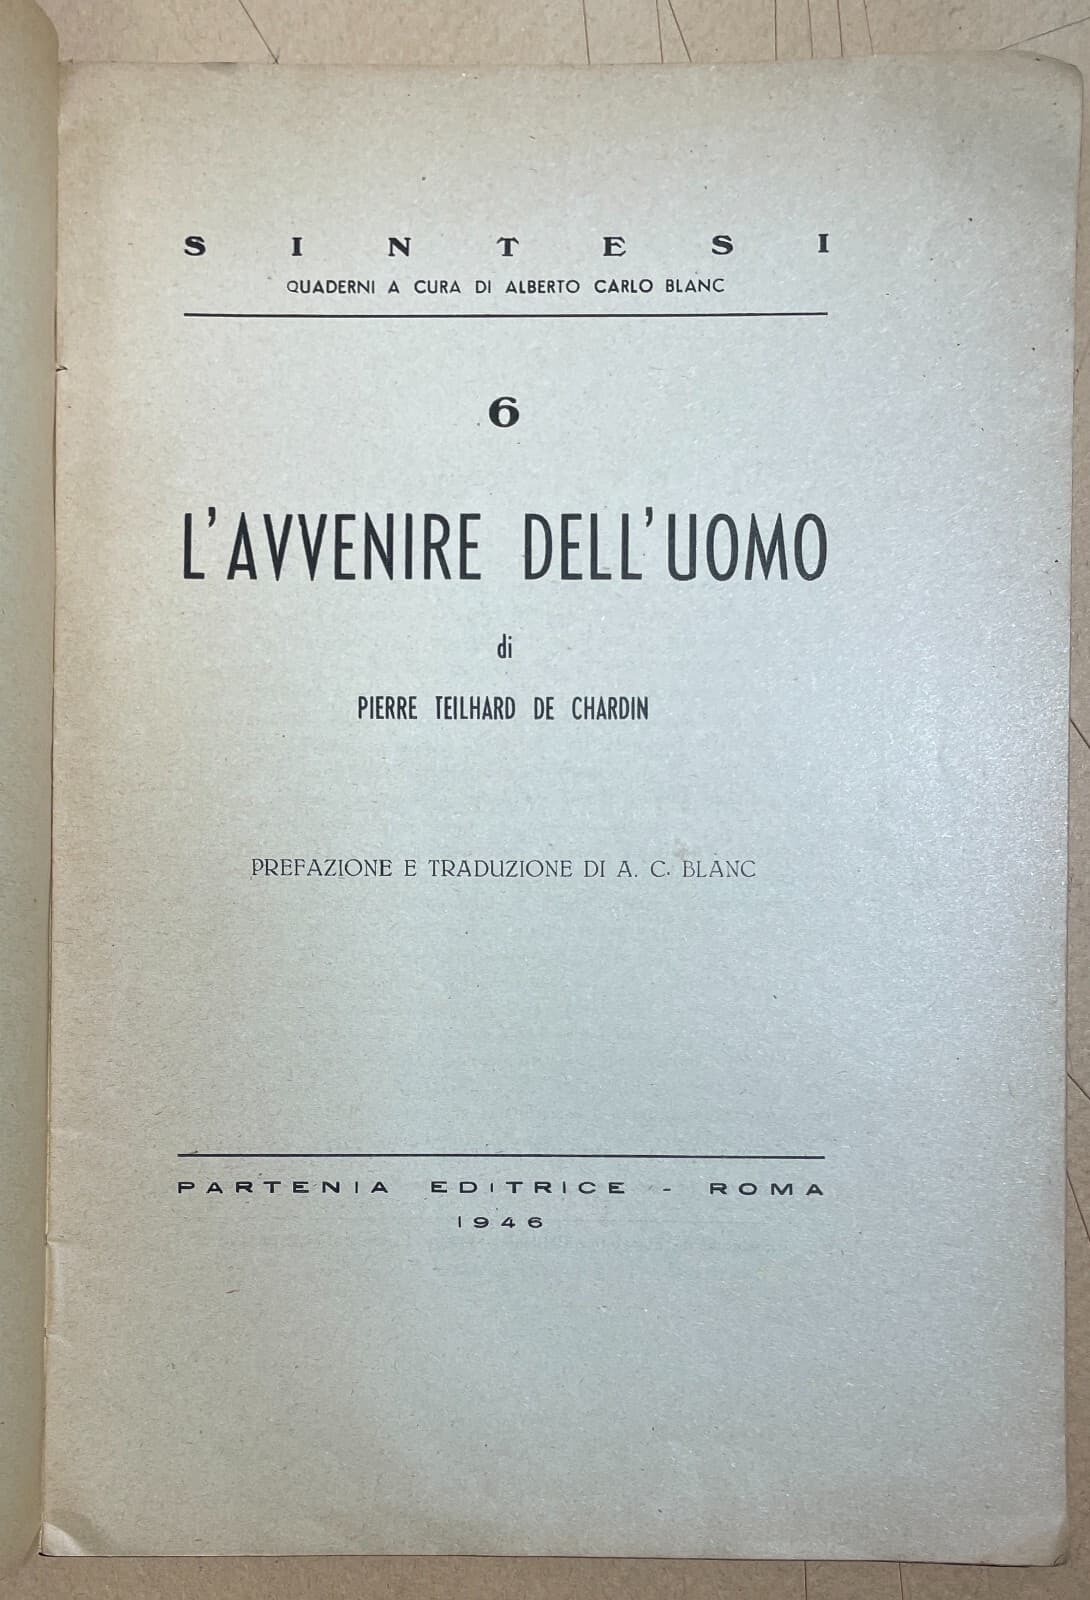 SINTESI
QUADERNI A CURA DI ALBERTO CARLO BLANC
6
L'AVVENIRE DELL'UOMO
di
PIERRE TEILHARD DE CHARDIN
PREFAZIONE E TRADUZIONE DI A. C. BLANC
PARTENIA EDITRICE - ROMA
1946